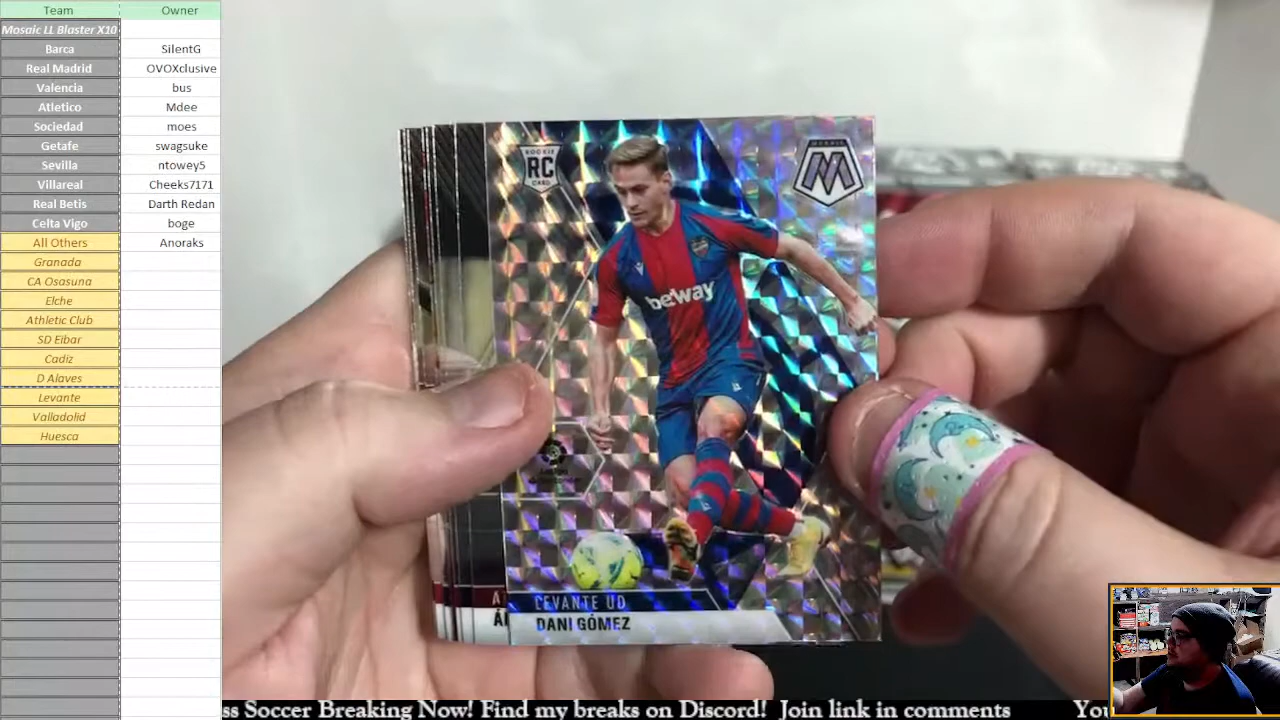 Team Owner
Mosaic LL Blaster X10
Barca SilentG
Real Madrid OVOXclusive
Valencia bus
Atletico Mdee
Sociedad moes
Getafe swagsuke
Sevilla ntowey5
Villareal Cheeks7171
Real Betis Darth Redan
Celta Vigo boge
All Others Anoraks
Granada
CA Osasuna
Elche
Athletic Club
SD Eibar
Cadiz
D Alaves
Levante
Valladolid
Huesca
ROOKIE
RC
CARD
MOSAIC
M
betway
LEVANTE UD
DANI GÓMEZ
ss Soccer Breaking Now! Find my breaks on Discord! Join link in comments